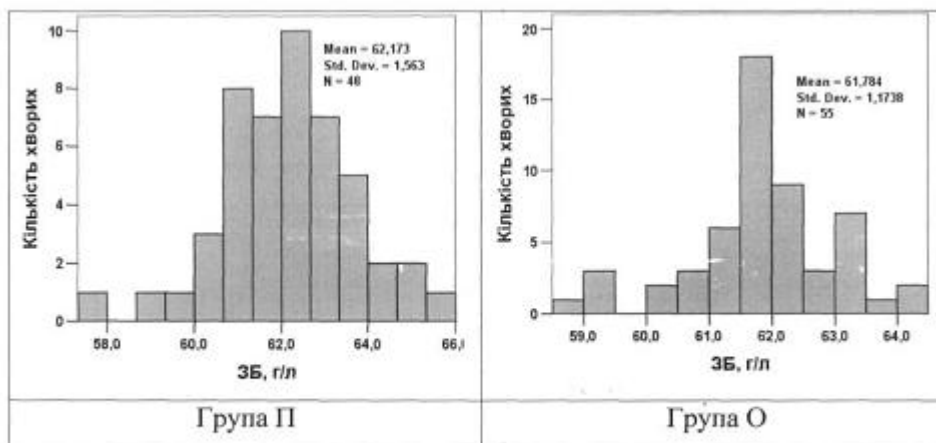 Кількість хворих
10
8
6
4
2
0
Mean = 62,173
Std. Dev. = 1,563
N = 48
58,0 60,0 62,0 64,0 66,
ЗБ, г/л
Група П
Кількість хворих
20
15
10
5
0
Mean = 61,784
Std. Dev. = 1,1738
N = 55
59,0 60,0 61,0 62,0 63,0 64,0
ЗБ, г/л
Група О